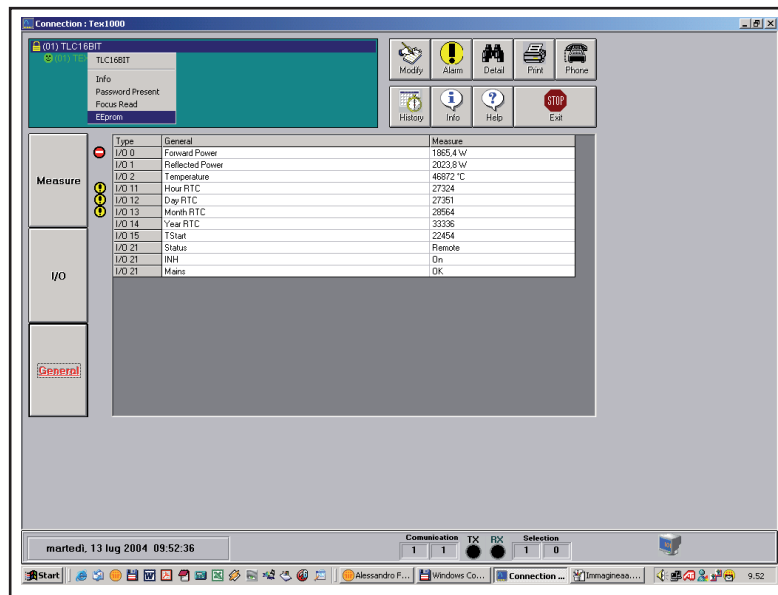 Connection : Tex1000
(01) TLC16BIT
(01) TE
TLC16BIT
Info
Password Present
Focus Read
EEprom
Modify Alarm Detail Print Phone
History Info Help STOP Exit
Measure
I/O
General
Type General Measure
I/O 0 Forward Power 1865,4 W
I/O 1 Reflected Power 2023,8 W
I/O 2 Temperature 46872 °C
I/O 11 Hour RTC 27324
I/O 12 Day RTC 27351
I/O 13 Month RTC 28564
I/O 14 Year RTC 33336
I/O 15 TStart 22454
I/O 21 Status Remote
I/O 21 INH On
I/O 21 Mains OK
martedì, 13 lug 2004 09:52:36
Comunication TX RX Selection
1 1 1 0
Start Alessandro F... Windows Co... Connection ... Immagineaa.... 9.52